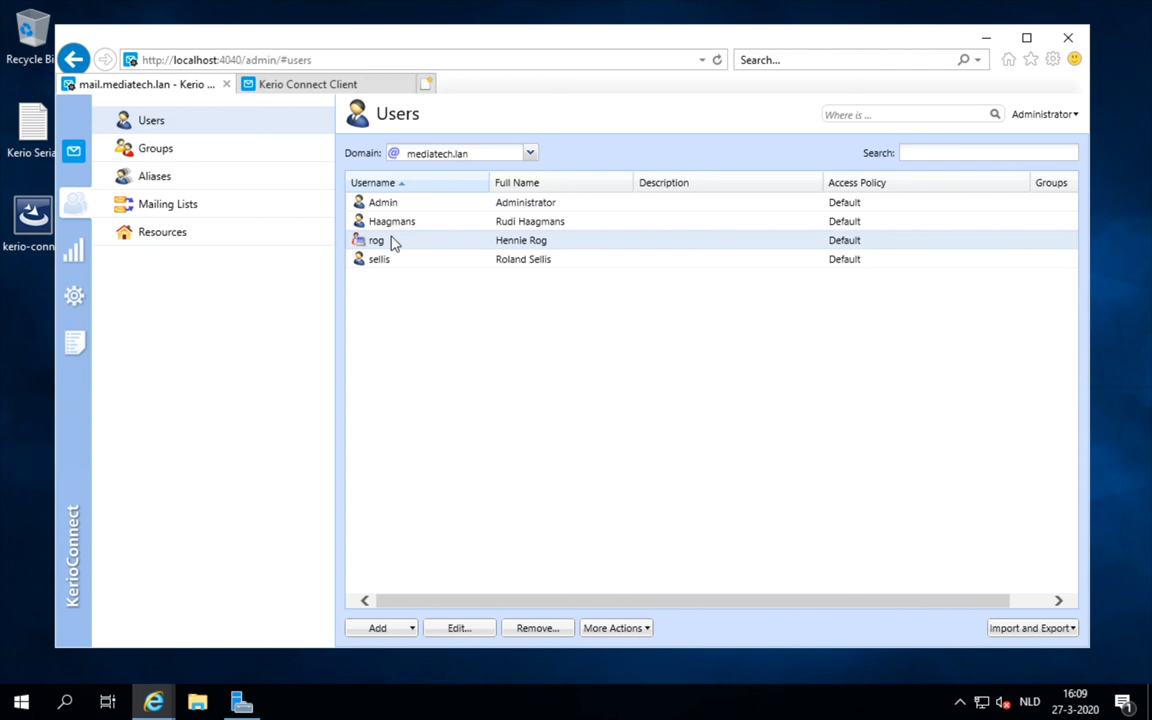 Recycle Bi
http://localhost:4040/admin/#users
Search...
mail.mediatech.lan - Kerio ...
Kerio Connect Client
Users
Users
Where is ...
Administrator
Groups
Kerio Seria
Domain:
@ mediatech.lan
Search:
Aliases
Username
Full Name
Description
Access Policy
Groups
Mailing Lists
Admin
Administrator
Default
Haagmans
Rudi Haagmans
Default
Resources
rog
Hennie Rog
Default
kerio-conn
sellis
Roland Sellis
Default
KerioConnect
Add
Edit...
Remove...
More Actions
Import and Export
NLD
16:09
27-3-2020
1